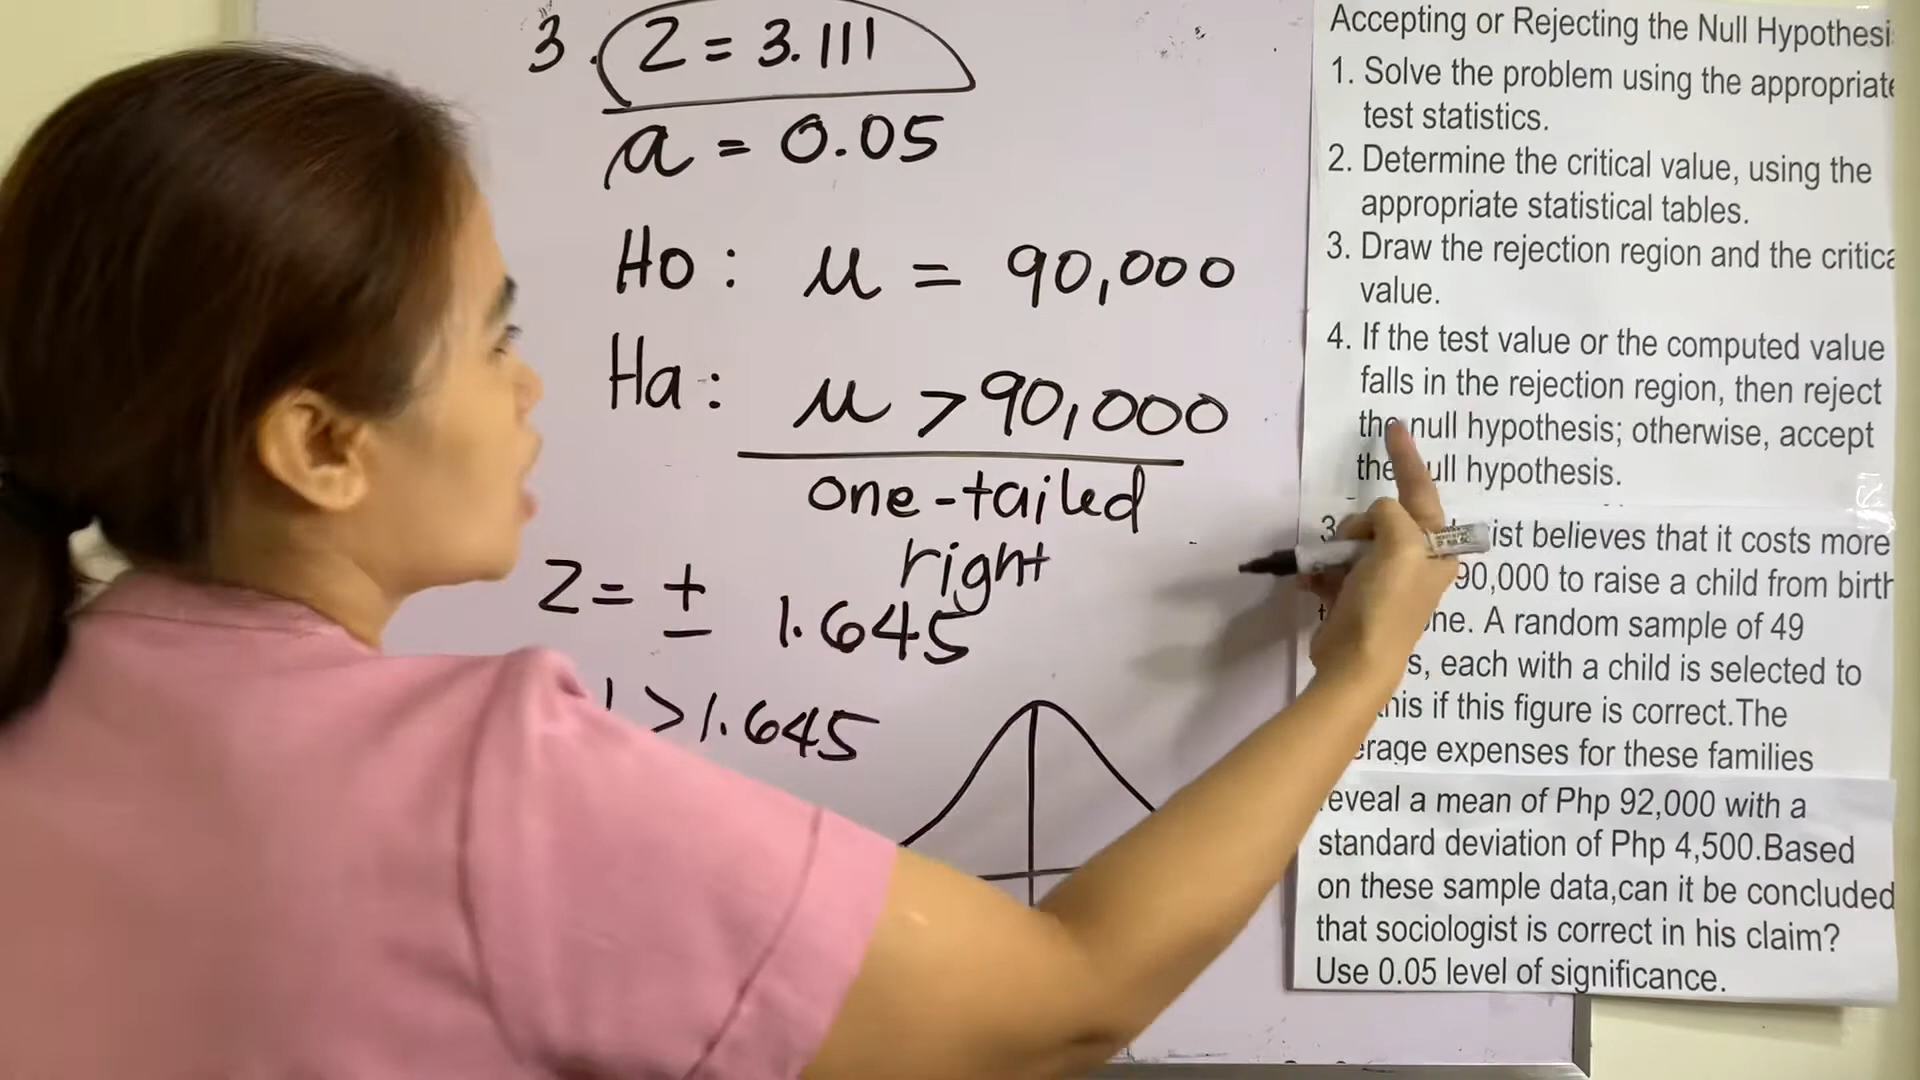 3. Z = 3.111
a = 0.05
Ho: μ = 90,000
Ha: μ > 90,000
one-tailed
right
Z = ± 1.645
> 1.645
Accepting or Rejecting the Null Hypothesi
1. Solve the problem using the appropriate
test statistics.
2. Determine the critical value, using the
appropriate statistical tables.
3. Draw the rejection region and the critica
value.
4. If the test value or the computed value
falls in the rejection region, then reject
the null hypothesis; otherwise, accept
the null hypothesis.
3 ist believes that it costs more
90,000 to raise a child from birth
ne. A random sample of 49
s, each with a child is selected to
his if this figure is correct.The
erage expenses for these families
eveal a mean of Php 92,000 with a
standard deviation of Php 4,500.Based
on these sample data,can it be concluded
that sociologist is correct in his claim?
Use 0.05 level of significance.